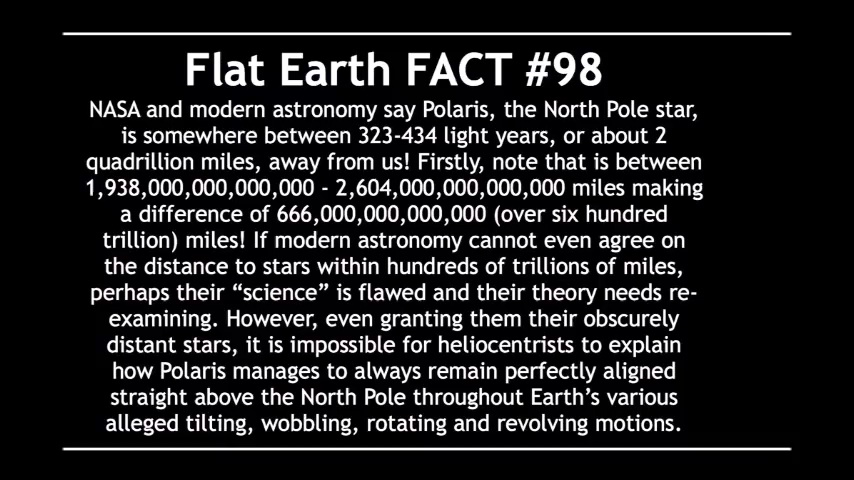 Flat Earth FACT #98
NASA and modern astronomy say Polaris, the North Pole star,
is somewhere between 323-434 light years, or about 2
quadrillion miles, away from us! Firstly, note that is between
1,938,000,000,000,000 - 2,604,000,000,000,000 miles making
a difference of 666,000,000,000,000 (over six hundred
trillion) miles! If modern astronomy cannot even agree on
the distance to stars within hundreds of trillions of miles,
perhaps their “science” is flawed and their theory needs re-
examining. However, even granting them their obscurely
distant stars, it is impossible for heliocentrists to explain
how Polaris manages to always remain perfectly aligned
straight above the North Pole throughout Earth’s various
alleged tilting, wobbling, rotating and revolving motions.